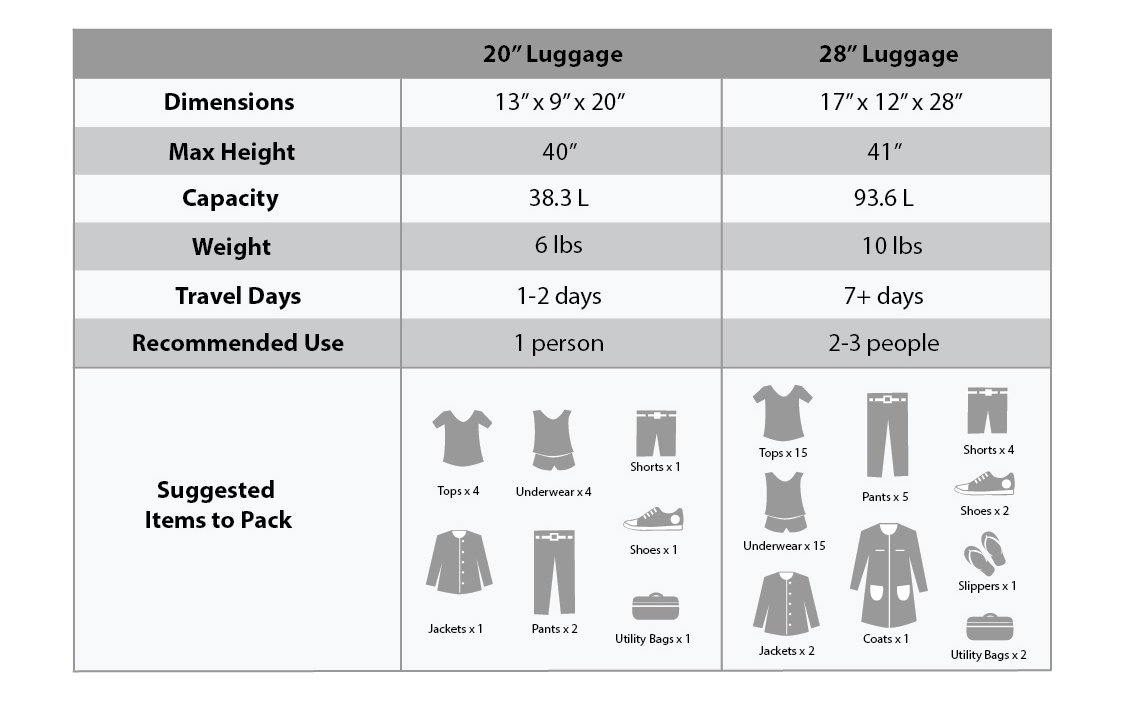 20” Luggage 28” Luggage
Dimensions 13” x 9” x 20” 17” x 12” x 28”
Max Height 40” 41”
Capacity 38.3 L 93.6 L
Weight 6 lbs 10 lbs
Travel Days 1-2 days 7+ days
Recommended Use 1 person 2-3 people
Suggested
Items to Pack
Tops x 4
Underwear x 4
Shorts x 1
Shoes x 1
Jackets x 1
Pants x 2
Utility Bags x 1
Tops x 15
Pants x 5
Shorts x 4
Underwear x 15
Shoes x 2
Slippers x 1
Jackets x 2
Coats x 1
Utility Bags x 2